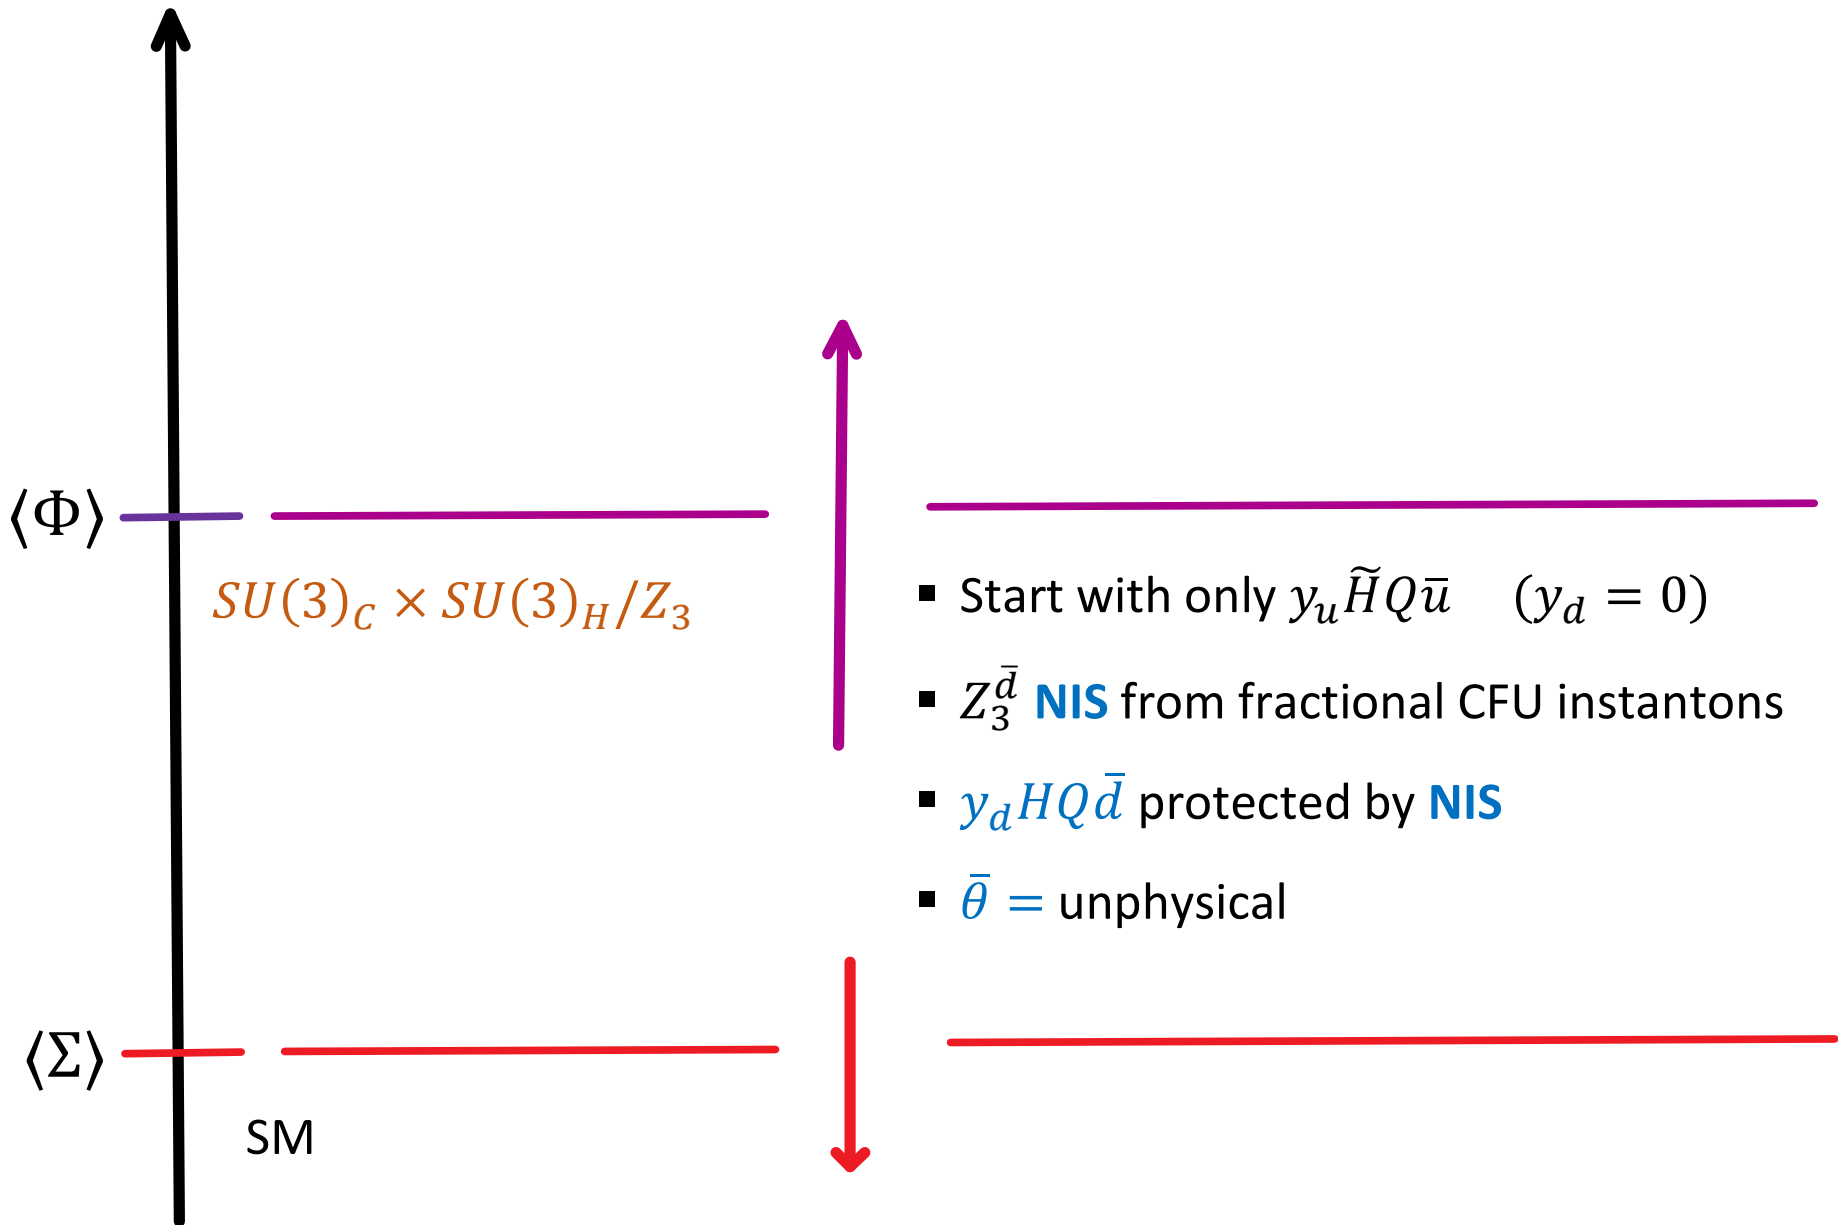 ⟨Φ⟩
SU(3)_C × SU(3)_H/Z_3
▪ Start with only y_u H̃Qū (y_d = 0)
▪ Z_3^d̄ NIS from fractional CFU instantons
▪ y_d HQd̄ protected by NIS
▪ θ̄ = unphysical
⟨Σ⟩
SM